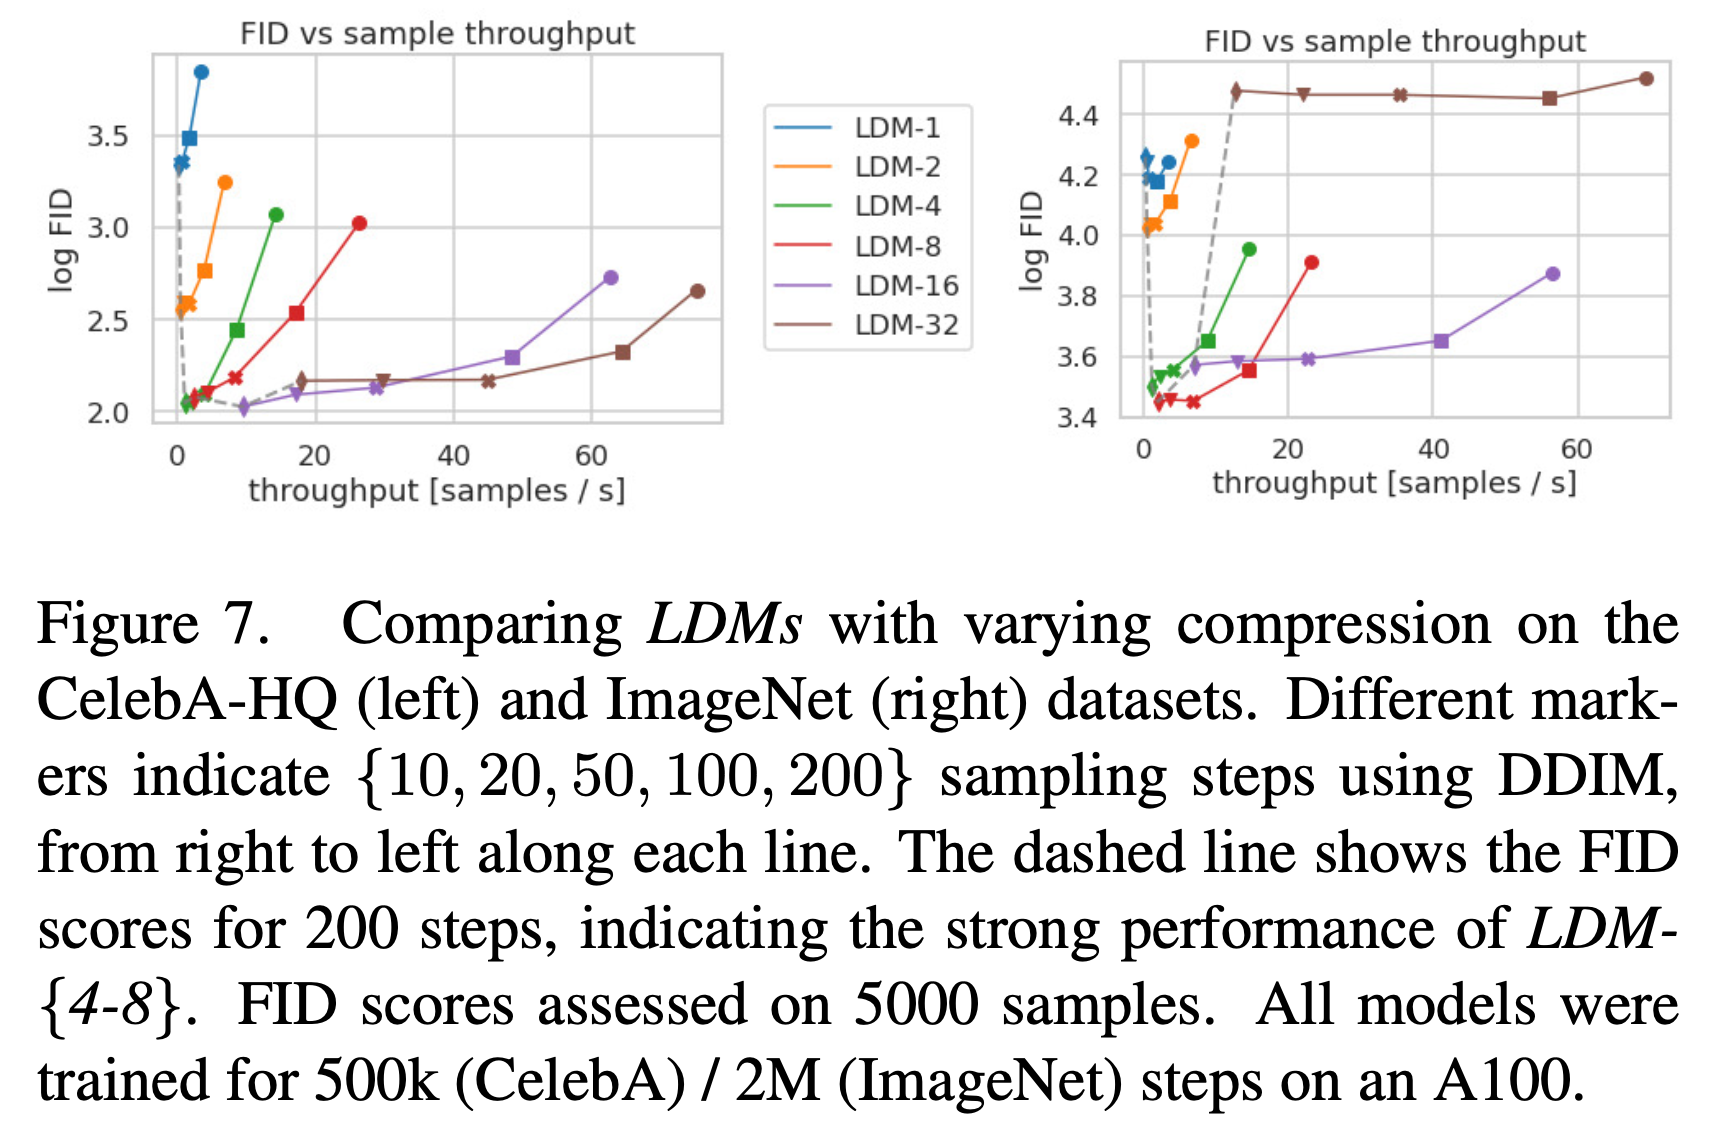 FID vs sample throughput
log FID
3.5
3.0
2.5
2.0
0 20 40 60
throughput [samples / s]
LDM-1
LDM-2
LDM-4
LDM-8
LDM-16
LDM-32
FID vs sample throughput
log FID
4.4
4.2
4.0
3.8
3.6
3.4
0 20 40 60
throughput [samples / s]
Figure 7. Comparing LDMs with varying compression on the
CelebA-HQ (left) and ImageNet (right) datasets. Different mark-
ers indicate {10, 20, 50, 100, 200} sampling steps using DDIM,
from right to left along each line. The dashed line shows the FID
scores for 200 steps, indicating the strong performance of LDM-
{4-8}. FID scores assessed on 5000 samples. All models were
trained for 500k (CelebA) / 2M (ImageNet) steps on an A100.